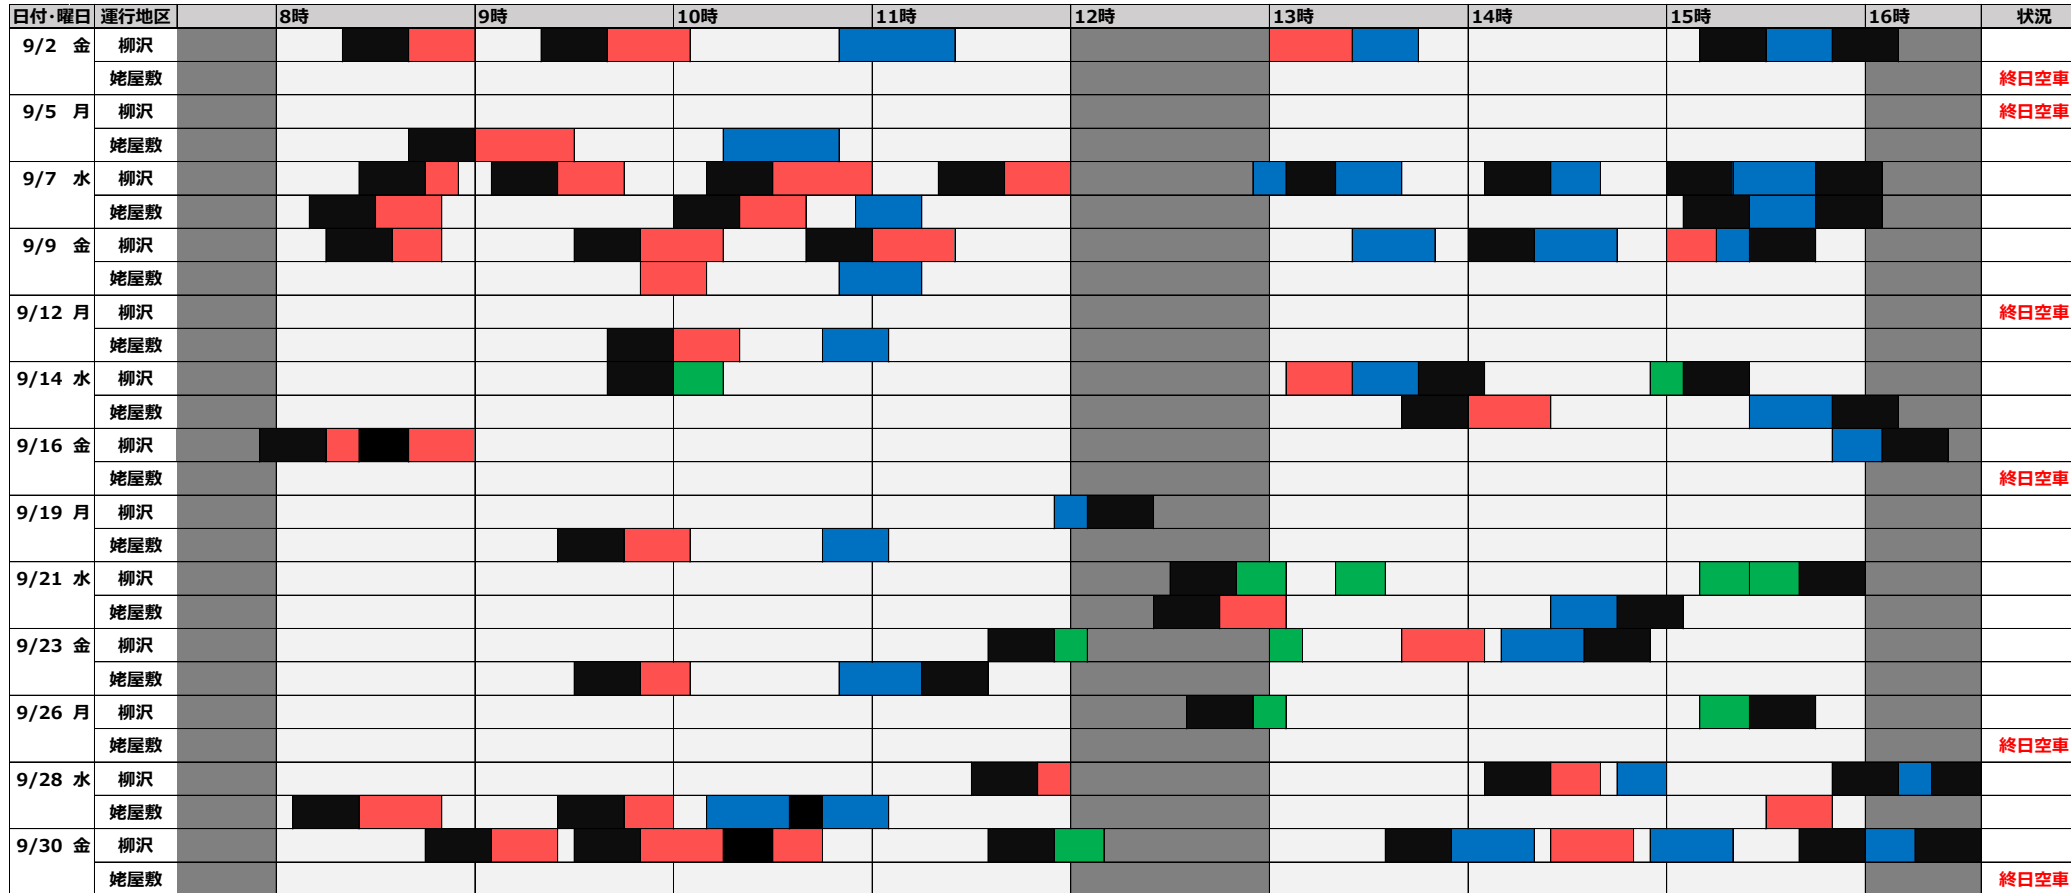 日付・曜日 運行地区 8時 9時 10時 11時 12時 13時 14時 15時 16時 状況
9/2 金 柳沢
姥屋敷 終日空車
9/5 月 柳沢 終日空車
姥屋敷
9/7 水 柳沢
姥屋敷
9/9 金 柳沢
姥屋敷
9/12 月 柳沢 終日空車
姥屋敷
9/14 水 柳沢
姥屋敷
9/16 金 柳沢
姥屋敷 終日空車
9/19 月 柳沢
姥屋敷
9/21 水 柳沢
姥屋敷
9/23 金 柳沢
姥屋敷
9/26 月 柳沢
姥屋敷 終日空車
9/28 水 柳沢
姥屋敷
9/30 金 柳沢
姥屋敷 終日空車